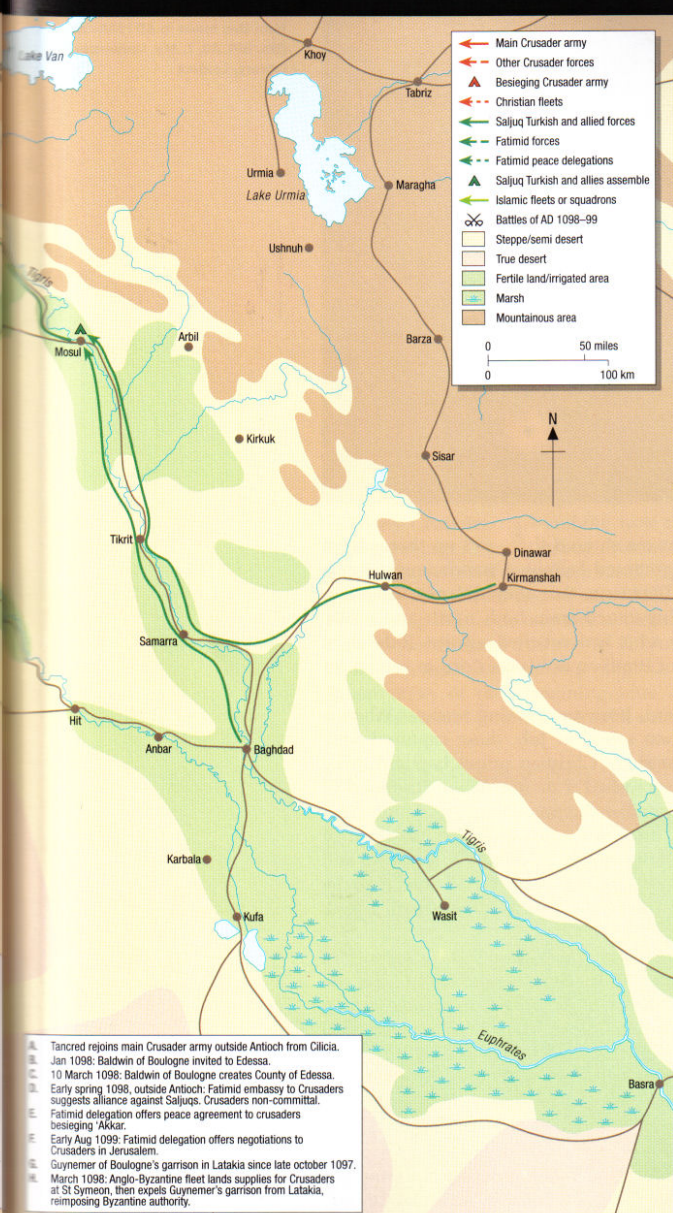 Lake Van
Khoy
Tabriz
Urmia
Lake Urmia
Maragha
Ushnuh
Tigris
Mosul
Arbil
Barza
Kirkuk
Sisar
Tikrit
Dinawar
Hulwan
Kirmanshah
Samarra
Hit
Anbar
Baghdad
Karbala
Tigris
Kufa
Wasit
Euphrates
Basra
Main Crusader army
Other Crusader forces
Besieging Crusader army
Christian fleets
Saljuq Turkish and allied forces
Fatimid forces
Fatimid peace delegations
Saljuq Turkish and allies assemble
Islamic fleets or squadrons
Battles of AD 1098–99
Steppe/semi desert
True desert
Fertile land/irrigated area
Marsh
Mountainous area
0 50 miles
0 100 km
N
A. Tancred rejoins main Crusader army outside Antioch from Cilicia.
B. Jan 1098: Baldwin of Boulogne invited to Edessa.
C. 10 March 1098: Baldwin of Boulogne creates County of Edessa.
D. Early spring 1098, outside Antioch: Fatimid embassy to Crusaders
suggests alliance against Saljuqs. Crusaders non-committal.
E. Fatimid delegation offers peace agreement to crusaders
besieging 'Akkar.
F. Early Aug 1099: Fatimid delegation offers negotiations to
Crusaders in Jerusalem.
G. Guynemer of Boulogne's garrison in Latakia since late october 1097.
H. March 1098: Anglo-Byzantine fleet lands supplies for Crusaders
at St Symeon, then expels Guynemer's garrison from Latakia,
reimposing Byzantine authority.